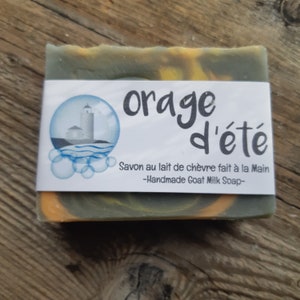 orage
d'été
Savon au lait de chèvre fait à la Main
-Handmade Goat Milk Soap-